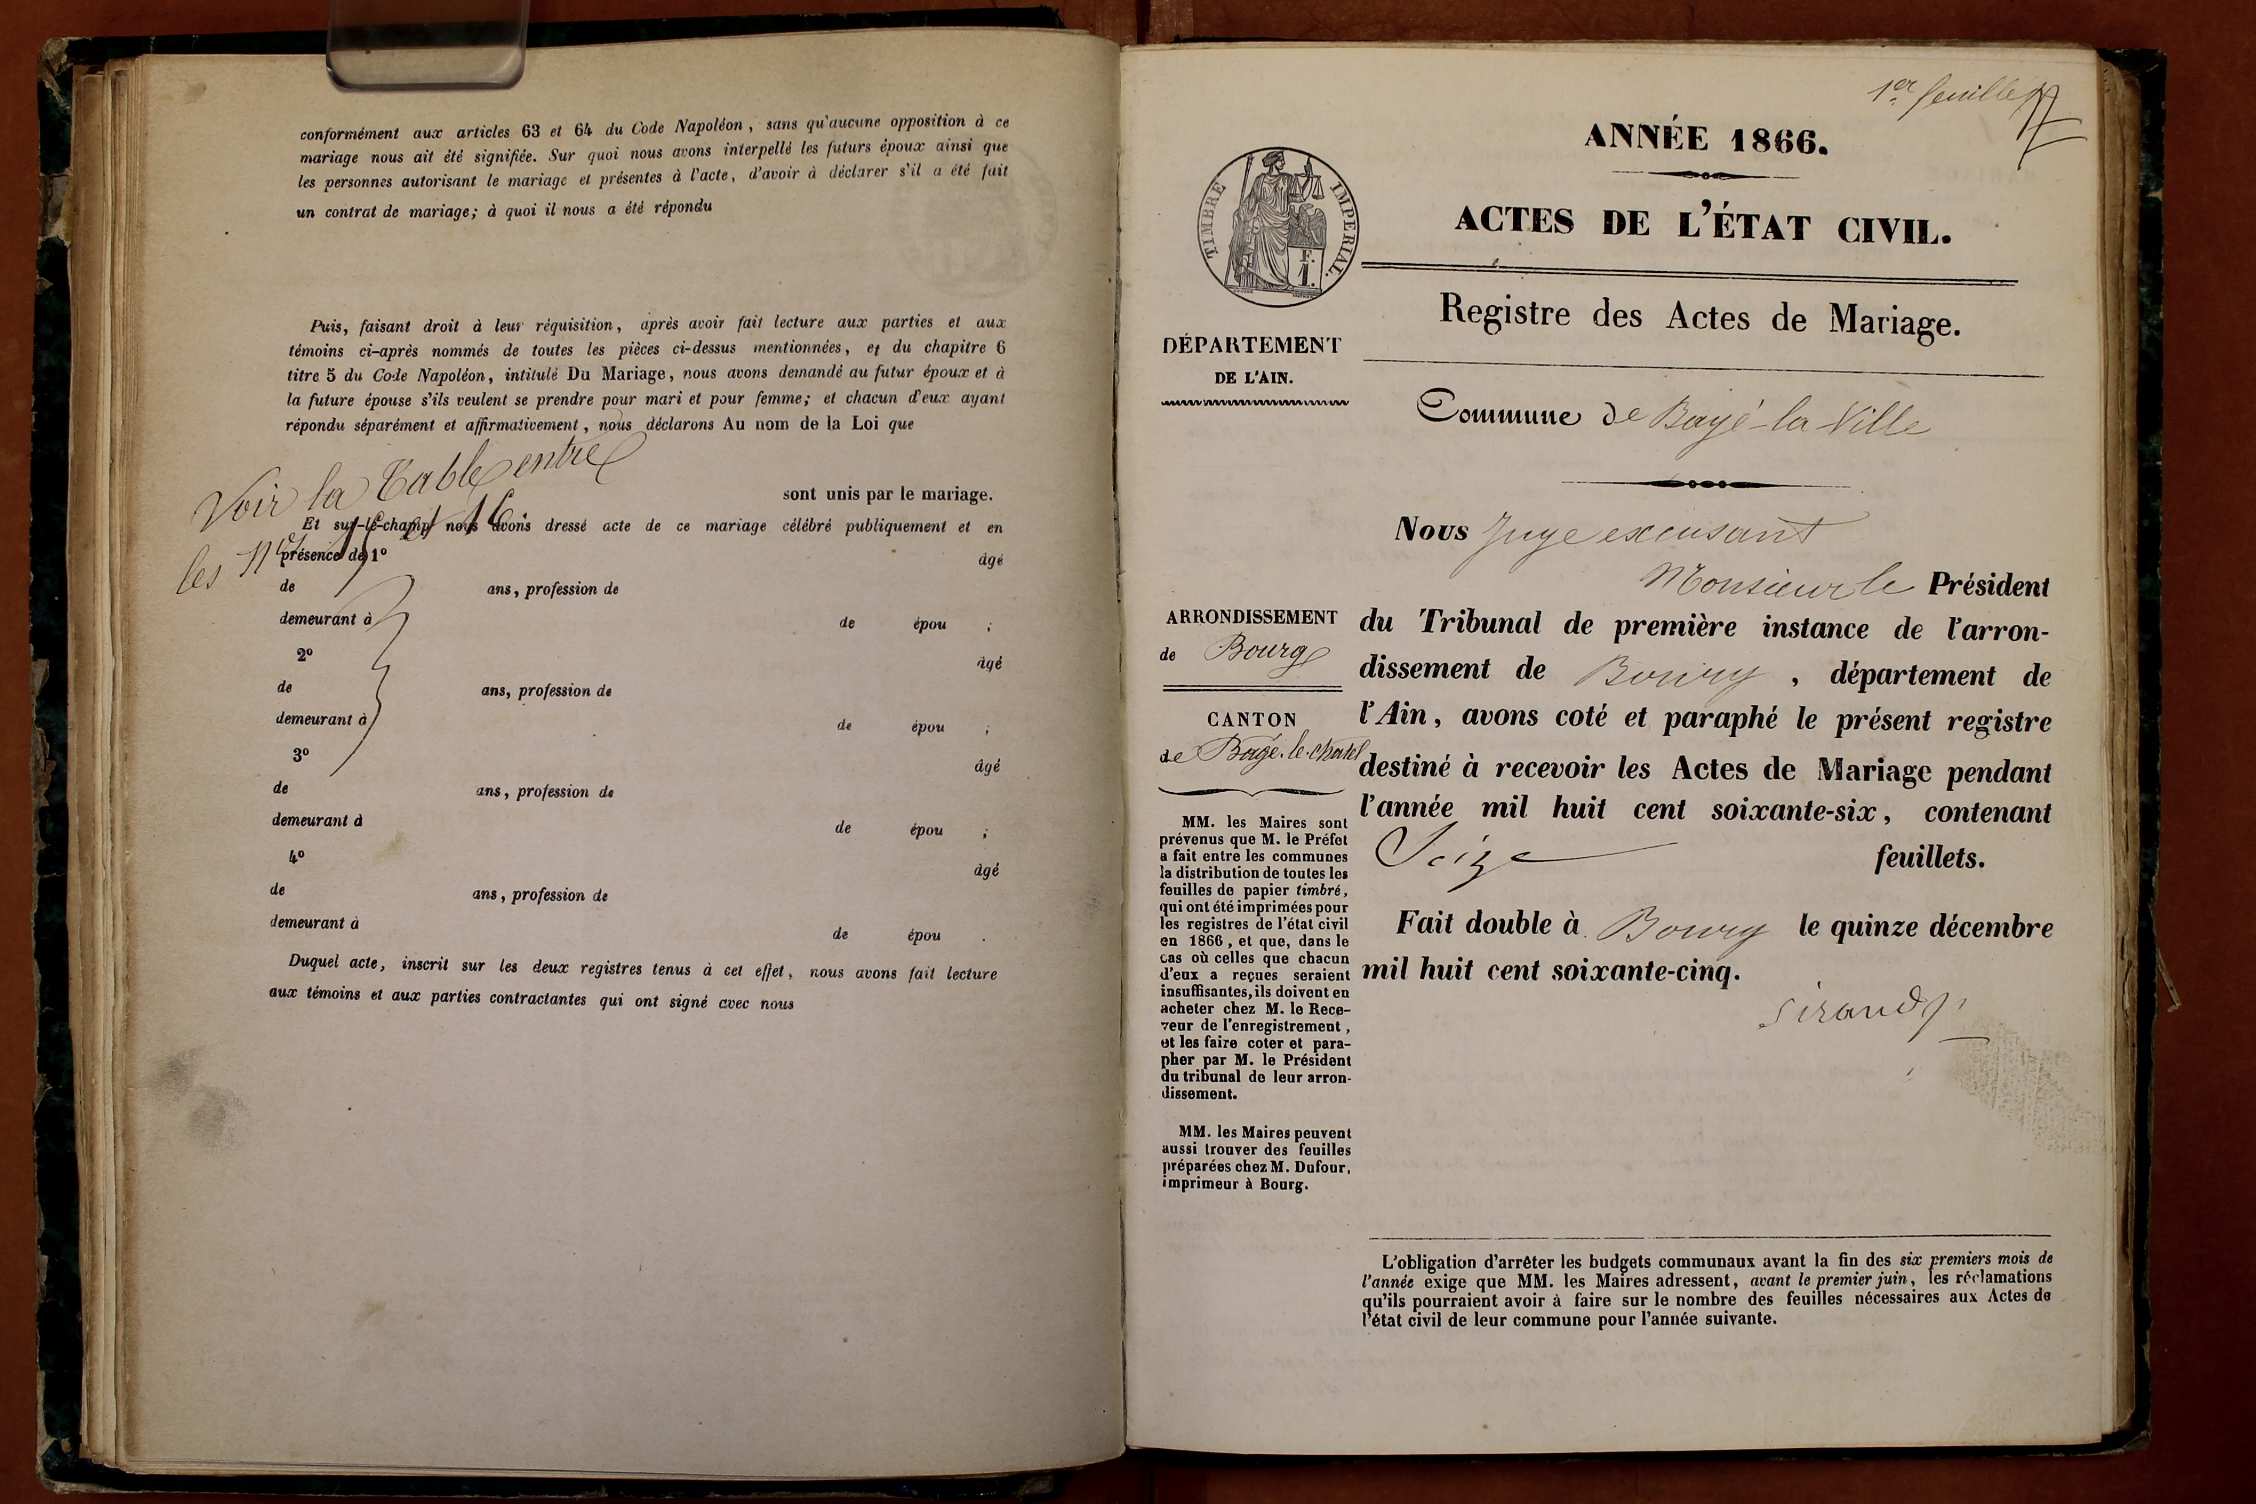 conformément aux articles 63 et 64 du Code Napoléon, sans qu'aucune opposition à ce
mariage nous ait été signifiée. Sur quoi nous avons interpellé les futurs époux ainsi que
les personnes autorisant le mariage et présentes à l'acte, d'avoir à déclarer s'il a été fait
un contrat de mariage; à quoi il nous a été répondu
Puis, faisant droit à leur réquisition, après avoir fait lecture aux parties et aux
témoins ci-après nommés de toutes les pièces ci-dessus mentionnées, et du chapitre 6
titre 5 du Code Napoléon, intitulé Du Mariage, nous avons demandé au futur époux et à
la future épouse s'ils veulent se prendre pour mari et pour femme; et chacun d'eux ayant
répondu séparément et affirmativement, nous déclarons Au nom de la Loi que
Voir la Table entre
sont unis par le mariage.
Et sur-le-champ nous avons dressé acte de ce mariage célébré publiquement et en
les nos 15 et 16.
présence de 1º âgé
de ans, profession de
demeurant à de épou ;
2º âgé
de ans, profession de
demeurant à de épou ;
3º âgé
de ans, profession de
demeurant à de épou ;
4º âgé
de ans, profession de
demeurant à de épou .
Duquel acte, inscrit sur les deux registres tenus à cet effet, nous avons fait lecture
aux témoins et aux parties contractantes qui ont signé avec nous
1er feuillet
ANNÉE 1866.
ACTES DE L'ÉTAT CIVIL.
TIMBRE IMPERIAL.
F.
1.
Registre des Actes de Mariage.
DÉPARTEMENT
DE L'AIN.
Commune de Bagé-la-Ville
Nous Juge excusant
Monsieur le Président
du Tribunal de première instance de l'arron-
dissement de Bourg, département de
l'Ain, avons coté et paraphé le présent registre
destiné à recevoir les Actes de Mariage pendant
l'année mil huit cent soixante-six, contenant
Seize feuillets.
Fait double à Bourg le quinze décembre
mil huit cent soixante-cinq.
Sirand
ARRONDISSEMENT
de Bourg
CANTON
de Bagé-le-chatel
MM. les Maires sont
prévenus que M. le Préfet
a fait entre les communes
la distribution de toutes les
feuilles de papier timbré,
qui ont été imprimées pour
les registres de l'état civil
en 1866, et que, dans le
cas où celles que chacun
d'eux a reçues seraient
insuffisantes, ils doivent en
acheter chez M. le Rece-
veur de l'enregistrement,
et les faire coter et para-
pher par M. le Président
du tribunal de leur arron-
dissement.
MM. les Maires peuvent
aussi trouver des feuilles
préparées chez M. Dufour,
imprimeur à Bourg.
L'obligation d'arrêter les budgets communaux avant la fin des six premiers mois de
l'année exige que MM. les Maires adressent, avant le premier juin, les réclamations
qu'ils pourraient avoir à faire sur le nombre des feuilles nécessaires aux Actes de
l'état civil de leur commune pour l'année suivante.